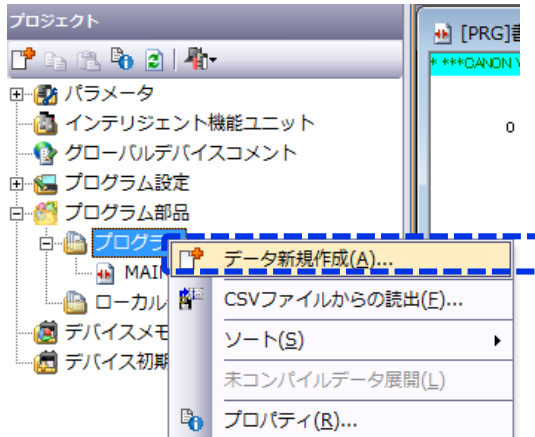 プロジェクト
[PRG]
パラメータ
インテリジェント機能ユニット
グローバルデバイスコメント
プログラム設定
プログラム部品
プログラ
MAIN
ローカル
デバイスメモ
デバイス初期
データ新規作成(A)...
CSVファイルからの読出(F)...
ソート(S)
未コンパイルデータ展開(L)
プロパティ(R)...
* ***CANON
0